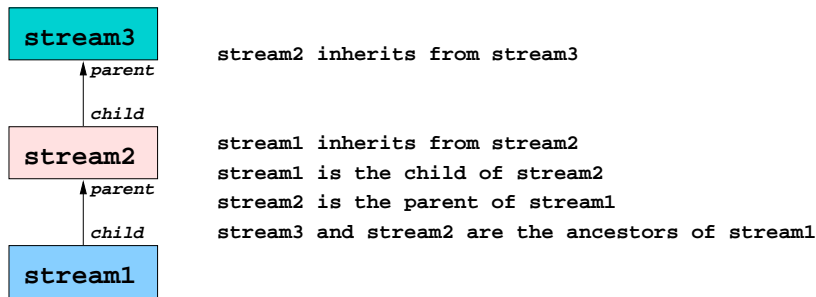 stream3
parent
stream2 inherits from stream3
child
stream2
stream1 inherits from stream2
stream1 is the child of stream2
parent
stream2 is the parent of stream1
child
stream3 and stream2 are the ancestors of stream1
stream1